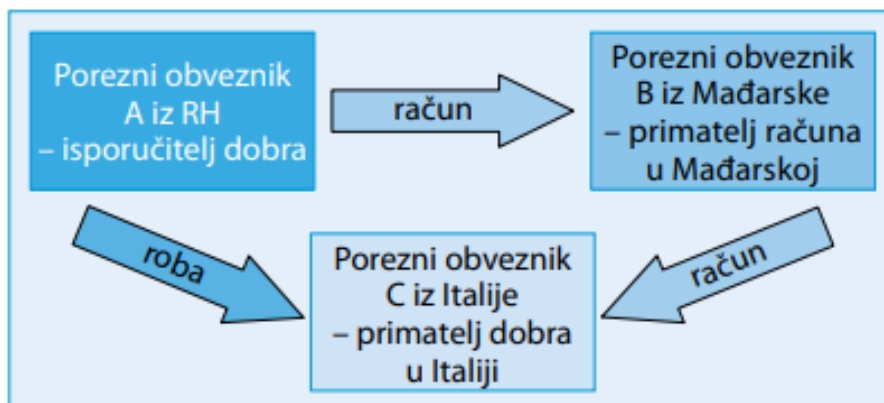 Porezni obveznik
A iz RH
– isporučitelj dobra
račun
Porezni obveznik
B iz Mađarske
– primatelj računa
u Mađarskoj
roba
Porezni obveznik
C iz Italije
– primatelj dobra
u Italiji
račun